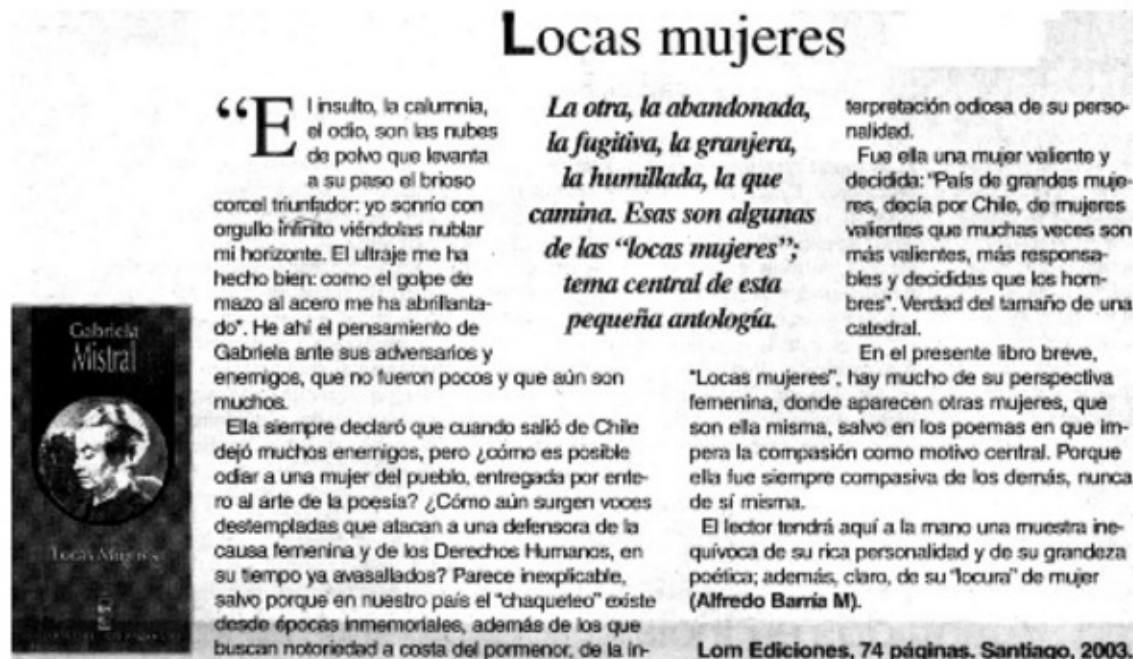 Locas mujeres
“El insulto, la calumnia,
el odio, son las nubes
de polvo que levanta
a su paso el brioso
corcel triunfador: yo sonrío con
orgullo infinito viéndolas nublar
mi horizonte. El ultraje me ha
hecho bien: como el golpe de
mazo al acero me ha abrillanta-
do”. He ahí el pensamiento de
Gabriela ante sus adversarios y
enemigos, que no fueron pocos y que aún son
muchos.
Ella siempre declaró que cuando salió de Chile
dejó muchos enemigos, pero ¿cómo es posible
odiar a una mujer del pueblo, entregada por ente-
ro al arte de la poesía? ¿Cómo aún surgen voces
destempladas que atacan a una defensora de la
causa femenina y de los Derechos Humanos, en
su tiempo ya avasallados? Parece inexplicable,
salvo porque en nuestro país el “chaqueteo” existe
desde épocas inmemoriales, además de los que
buscan notoriedad a costa del pormenor, de la in-
La otra, la abandonada,
la fugitiva, la granjera,
la humillada, la que
camina. Esas son algunas
de las “locas mujeres”;
tema central de esta
pequeña antología.
terpretación odiosa de su perso-
nalidad.
Fue ella una mujer valiente y
decidida: “País de grandes muje-
res, decía por Chile, de mujeres
valientes que muchas veces son
más valientes, más responsa-
bles y decididas que los hom-
bres”. Verdad del tamaño de una
catedral.
En el presente libro breve,
“Locas mujeres”, hay mucho de su perspectiva
femenina, donde aparecen otras mujeres, que
son ella misma, salvo en los poemas en que im-
pera la compasión como motivo central. Porque
ella fue siempre compasiva de los demás, nunca
de sí misma.
El lector tendrá aquí a la mano una muestra ine-
quívoca de su rica personalidad y de su grandeza
poética; además, claro, de su “locura” de mujer
(Alfredo Barría M).
Lom Ediciones, 74 páginas. Santiago, 2003.
Gabriela
Mistral
Locas Mujeres